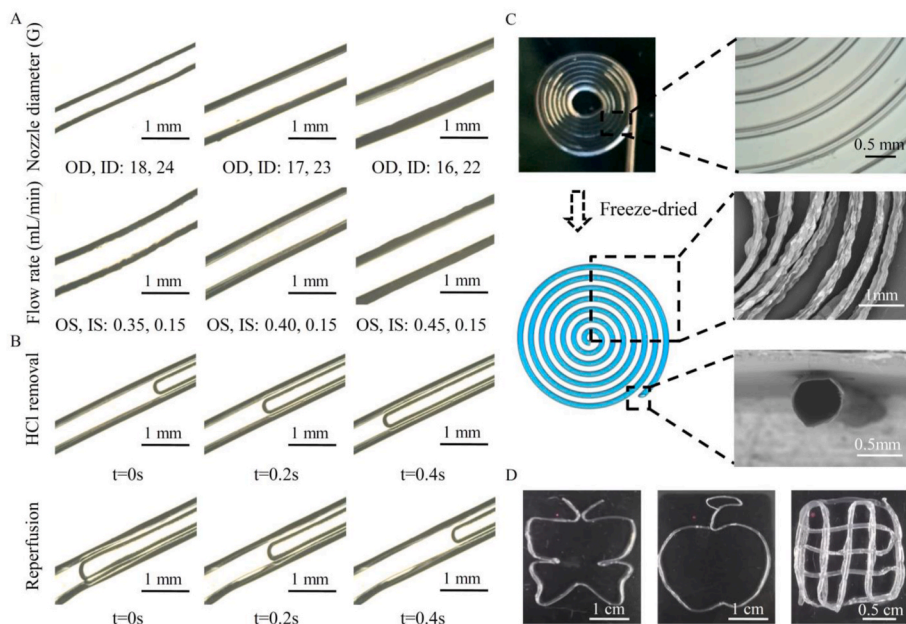 A
Nozzle diameter (G)
1 mm
1 mm
1 mm
OD, ID: 18, 24
OD, ID: 17, 23
OD, ID: 16, 22
Flow rate (mL/min)
1 mm
1 mm
1 mm
OS, IS: 0.35, 0.15
OS, IS: 0.40, 0.15
OS, IS: 0.45, 0.15
B
HCl removal
1 mm
1 mm
1 mm
t=0s
t=0.2s
t=0.4s
Reperfusion
1 mm
1 mm
1 mm
t=0s
t=0.2s
t=0.4s
C
0.5 mm
Freeze-dried
1mm
0.5mm
D
1 cm
1 cm
0.5 cm